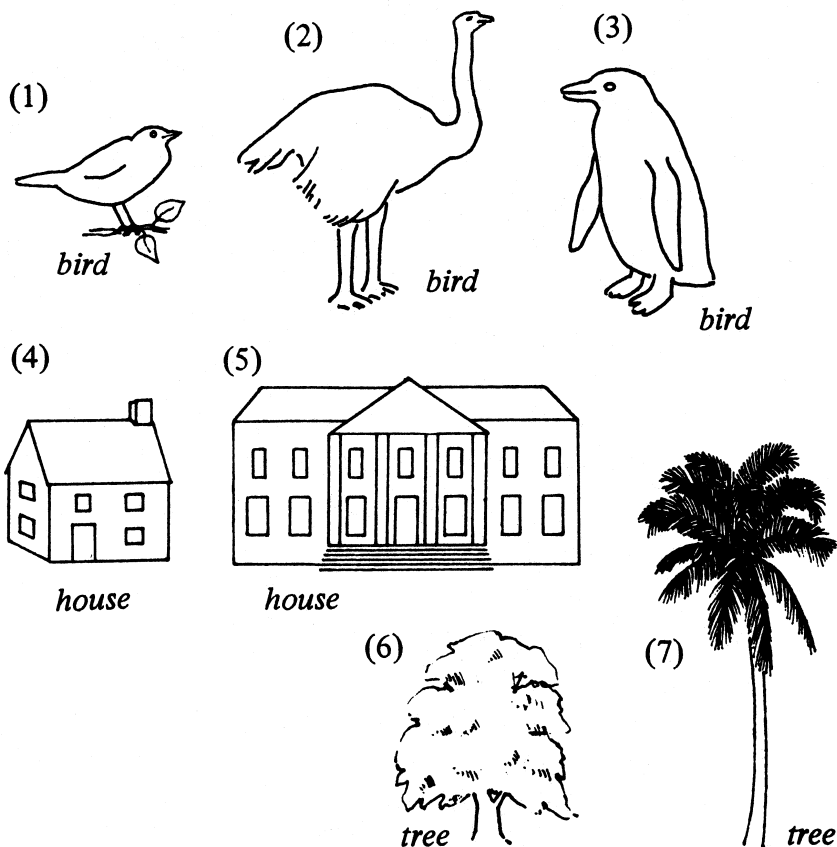 (1)
bird
(2)
bird
(3)
bird
(4)
house
(5)
house
(6)
tree
(7)
tree